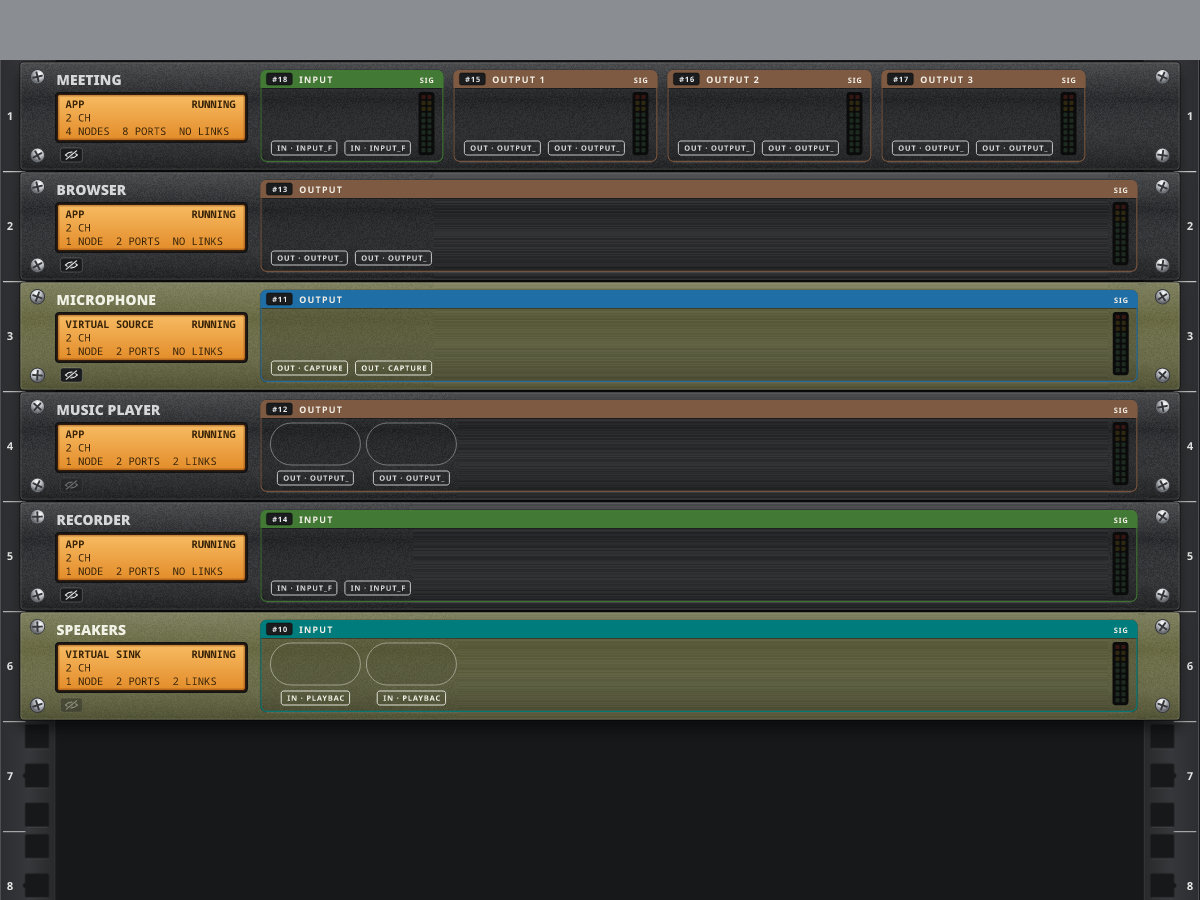 1 MEETING #18 INPUT SIG #15 OUTPUT 1 SIG #16 OUTPUT 2 SIG #17 OUTPUT 3 SIG 1
APP RUNNING
2 CH
4 NODES 8 PORTS NO LINKS
IN · INPUT_F IN · INPUT_F OUT · OUTPUT_ OUT · OUTPUT_ OUT · OUTPUT_ OUT · OUTPUT_ OUT · OUTPUT_ OUT · OUTPUT_
2 BROWSER #13 OUTPUT SIG 2
APP RUNNING
2 CH
1 NODE 2 PORTS NO LINKS
OUT · OUTPUT_ OUT · OUTPUT_
3 MICROPHONE #11 OUTPUT 3
VIRTUAL SOURCE RUNNING
2 CH
1 NODE 2 PORTS NO LINKS
OUT · CAPTURE OUT · CAPTURE
4 MUSIC PLAYER #12 OUTPUT SIG 4
APP RUNNING
2 CH
1 NODE 2 PORTS 2 LINKS
OUT · OUTPUT_ OUT · OUTPUT_
5 RECORDER #14 INPUT SIG 5
APP RUNNING
2 CH
1 NODE 2 PORTS NO LINKS
IN · INPUT_F IN · INPUT_F
6 SPEAKERS #10 INPUT SIG 6
VIRTUAL SINK RUNNING
2 CH
1 NODE 2 PORTS 2 LINKS
IN · PLAYBAC IN · PLAYBAC
7 7
8 8